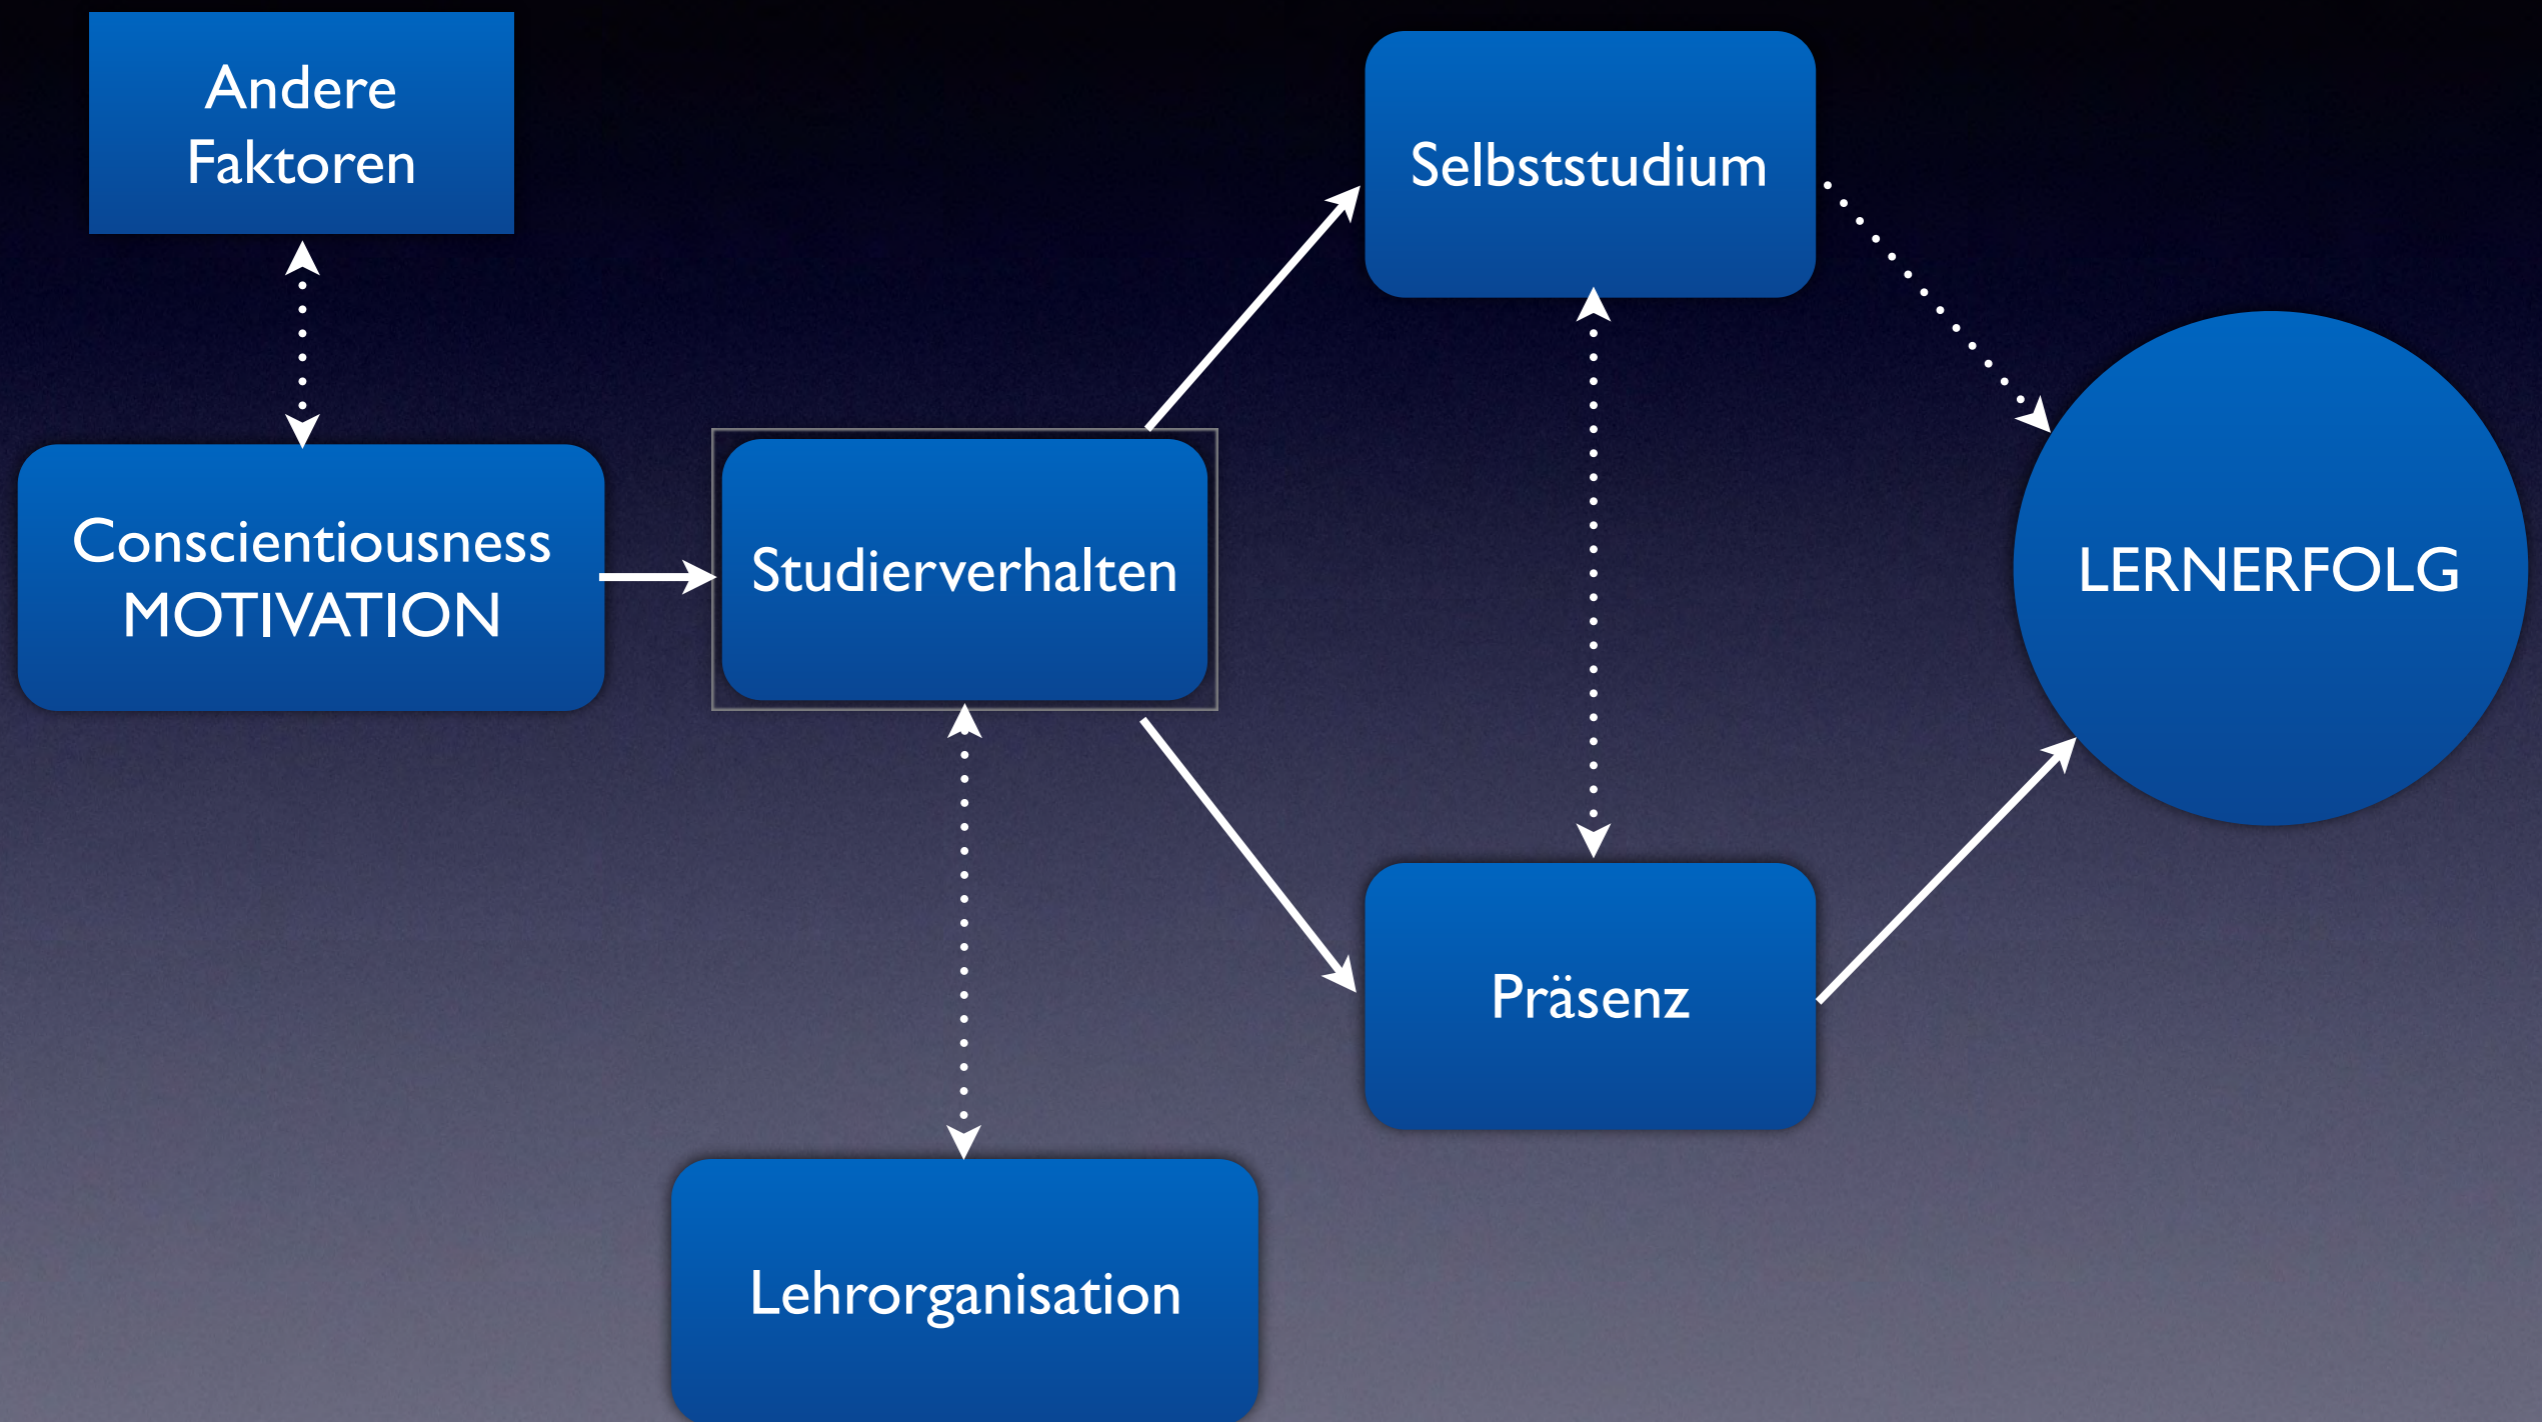 Andere
Faktoren
Selbststudium
Conscientiousness
MOTIVATION
Studierverhalten
LERNERFOLG
Präsenz
Lehrorganisation